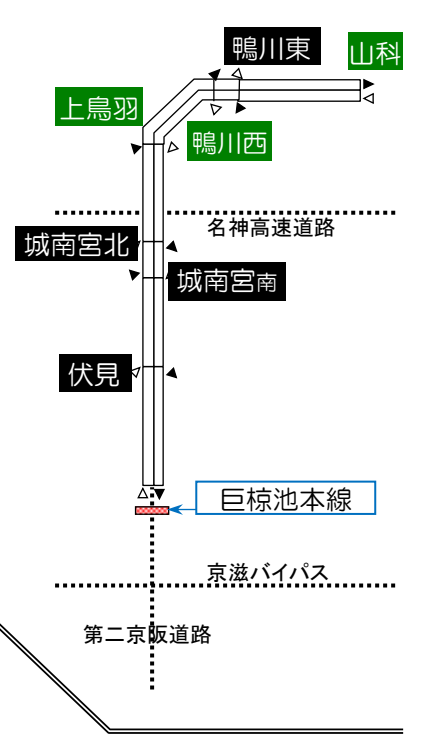 鴨川東
山科
上鳥羽
鴨川西
名神高速道路
城南宮北
城南宮南
伏見
巨椋池本線
京滋バイパス
第二京阪道路